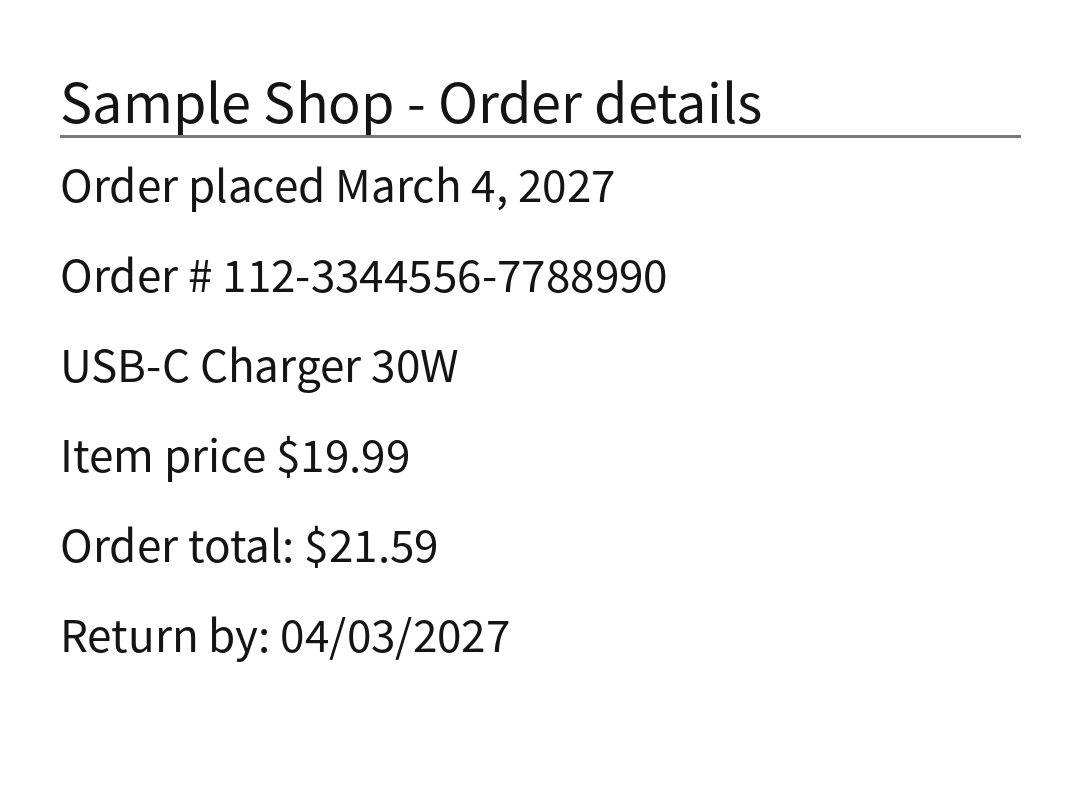 Sample Shop - Order details
Order placed March 4, 2027
Order # 112-3344556-7788990
USB-C Charger 30W
Item price $19.99
Order total: $21.59
Return by: 04/03/2027